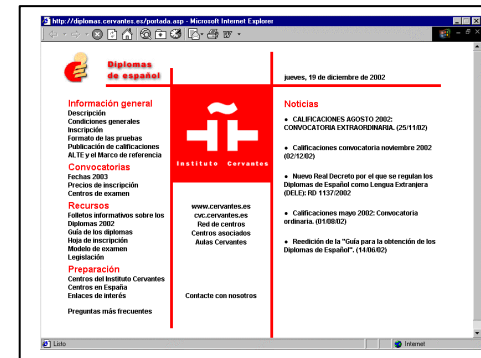 http://diplomas.cervantes.es/portada.asp - Microsoft Internet Explorer
Diplomas
de español
jueves, 19 de diciembre de 2002
Información general
Descripción
Condiciones generales
Inscripción
Formato de las pruebas
Publicación de calificaciones
ALTE y el Marco de referencia
Convocatorias
Fechas 2003
Precios de inscripción
Centros de examen
Recursos
Folletos informativos sobre los
Diplomas 2002
Guía de los diplomas
Hoja de inscripción
Modelo de examen
Legislación
Preparación
Centros del Instituto Cervantes
Centros en España
Enlaces de interés
Preguntas más frecuentes
Instituto Cervantes
www.cervantes.es
cvc.cervantes.es
Red de centros
Centros asociados
Aulas Cervantes
Contacte con nosotros
Noticias
• CALIFICACIONES AGOSTO 2002:
CONVOCATORIA EXTRAORDINARIA. (25/11/02)
• Calificaciones convocatoria noviembre 2002
(02/12/02)
• Nuevo Real Decreto por el que se regulan los
Diplomas de Español como Lengua Extranjera
(DELE): RD 1137/2002
• Calificaciones mayo 2002: Convocatoria
ordinaria. (01/08/02)
• Reedición de la "Guía para la obtención de los
Diplomas de Español". (14/06/02)
Listo
Internet